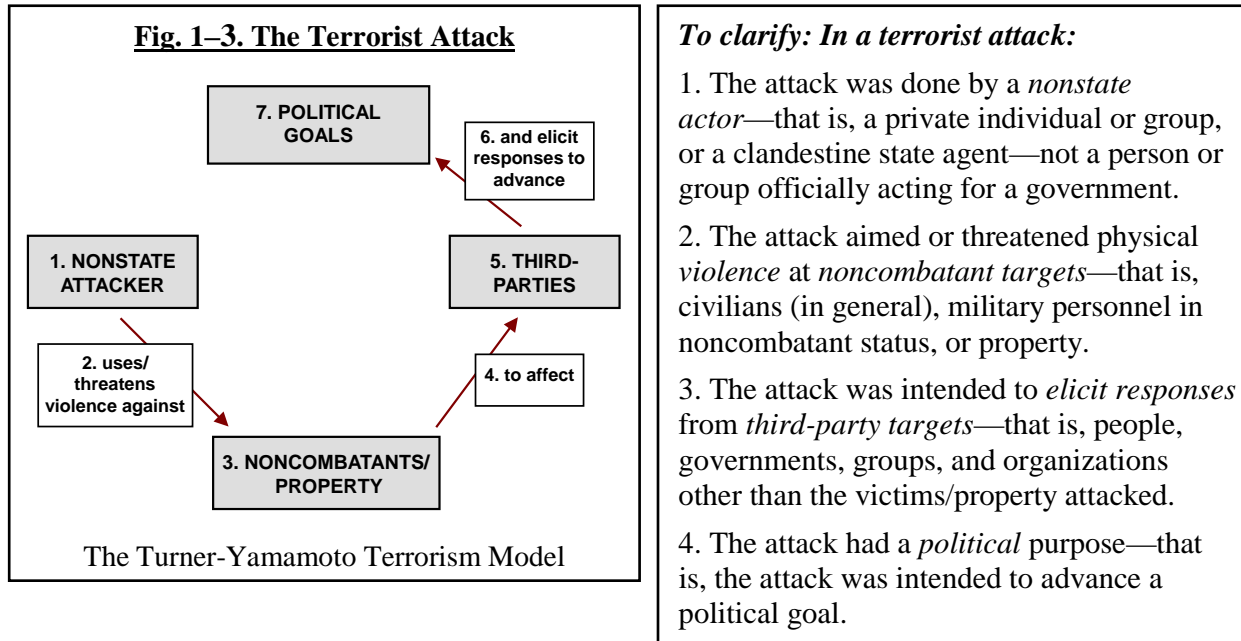 Fig. 1–3. The Terrorist Attack
7. POLITICAL
GOALS
6. and elicit
responses to
advance
1. NONSTATE
ATTACKER
5. THIRD-
PARTIES
2. uses/
threatens
violence against
4. to affect
3. NONCOMBATANTS/
PROPERTY
The Turner-Yamamoto Terrorism Model
To clarify: In a terrorist attack:
1. The attack was done by a nonstate
actor—that is, a private individual or group,
or a clandestine state agent—not a person or
group officially acting for a government.
2. The attack aimed or threatened physical
violence at noncombatant targets—that is,
civilians (in general), military personnel in
noncombatant status, or property.
3. The attack was intended to elicit responses
from third-party targets—that is, people,
governments, groups, and organizations
other than the victims/property attacked.
4. The attack had a political purpose—that
is, the attack was intended to advance a
political goal.